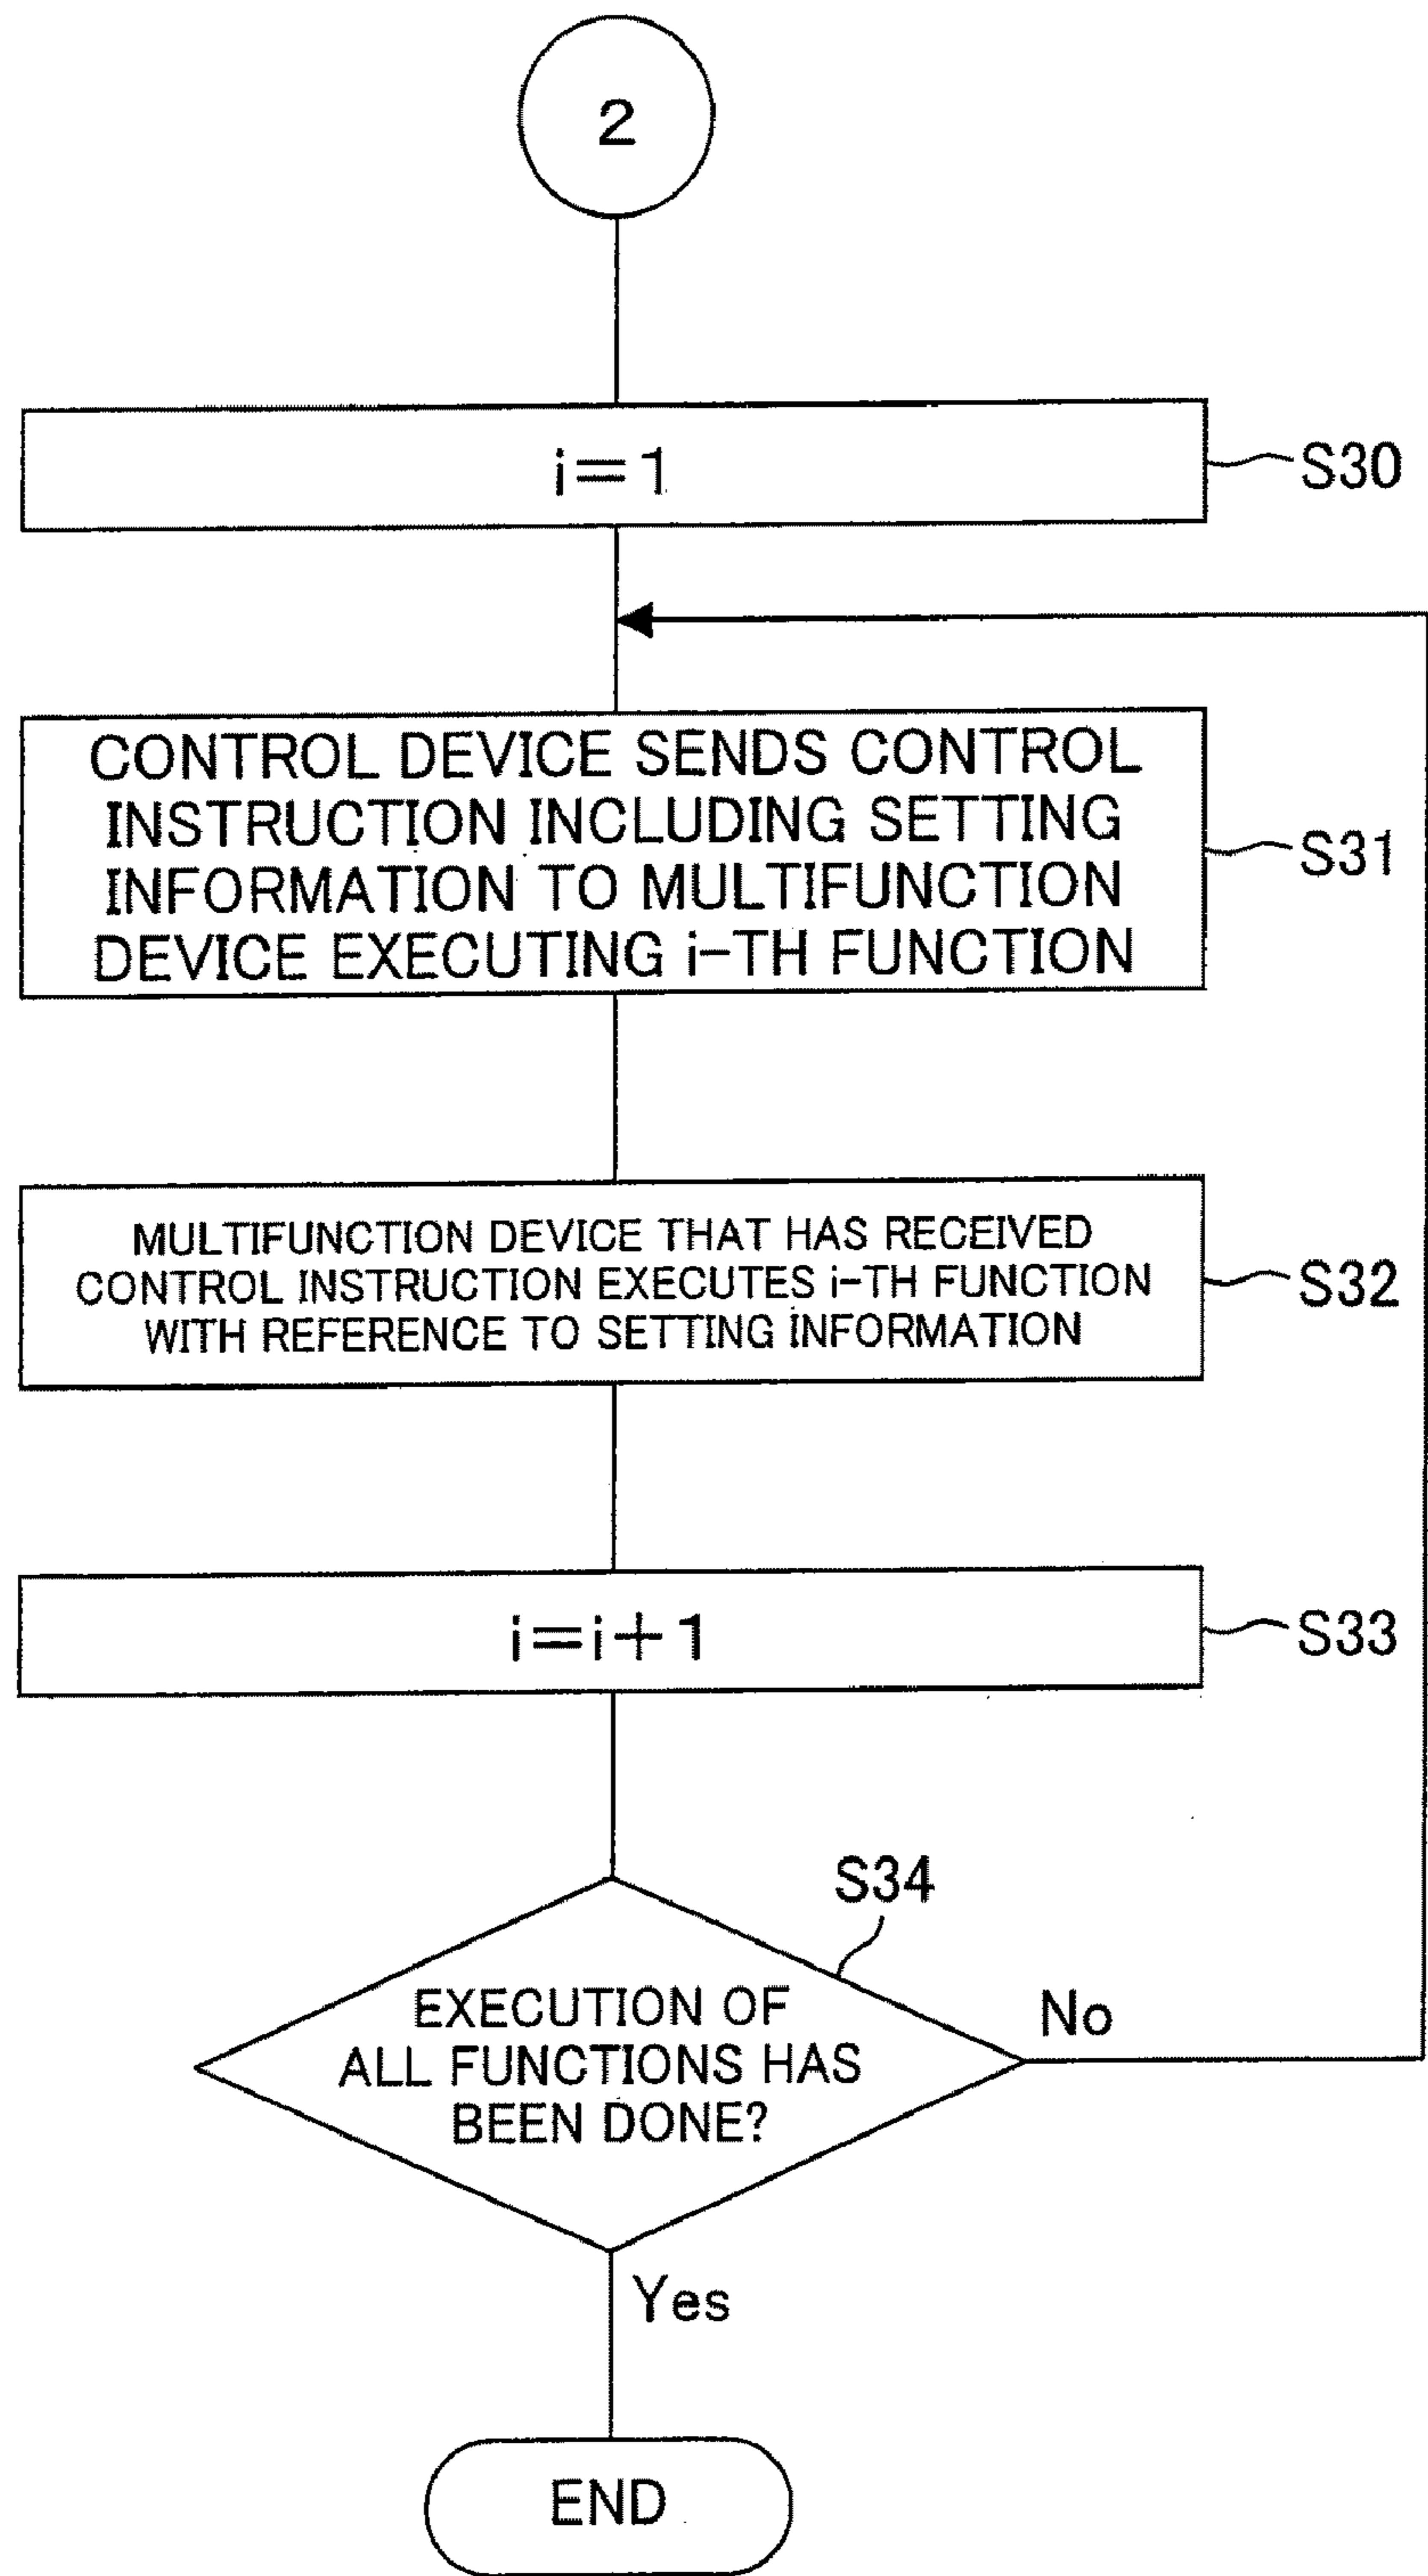 2
i=1
S30
CONTROL DEVICE SENDS CONTROL
INSTRUCTION INCLUDING SETTING
INFORMATION TO MULTIFUNCTION
DEVICE EXECUTING i-TH FUNCTION
S31
MULTIFUNCTION DEVICE THAT HAS RECEIVED
CONTROL INSTRUCTION EXECUTES i-TH FUNCTION
WITH REFERENCE TO SETTING INFORMATION
S32
i=i+1
S33
S34
EXECUTION OF
ALL FUNCTIONS HAS
BEEN DONE?
No
Yes
END